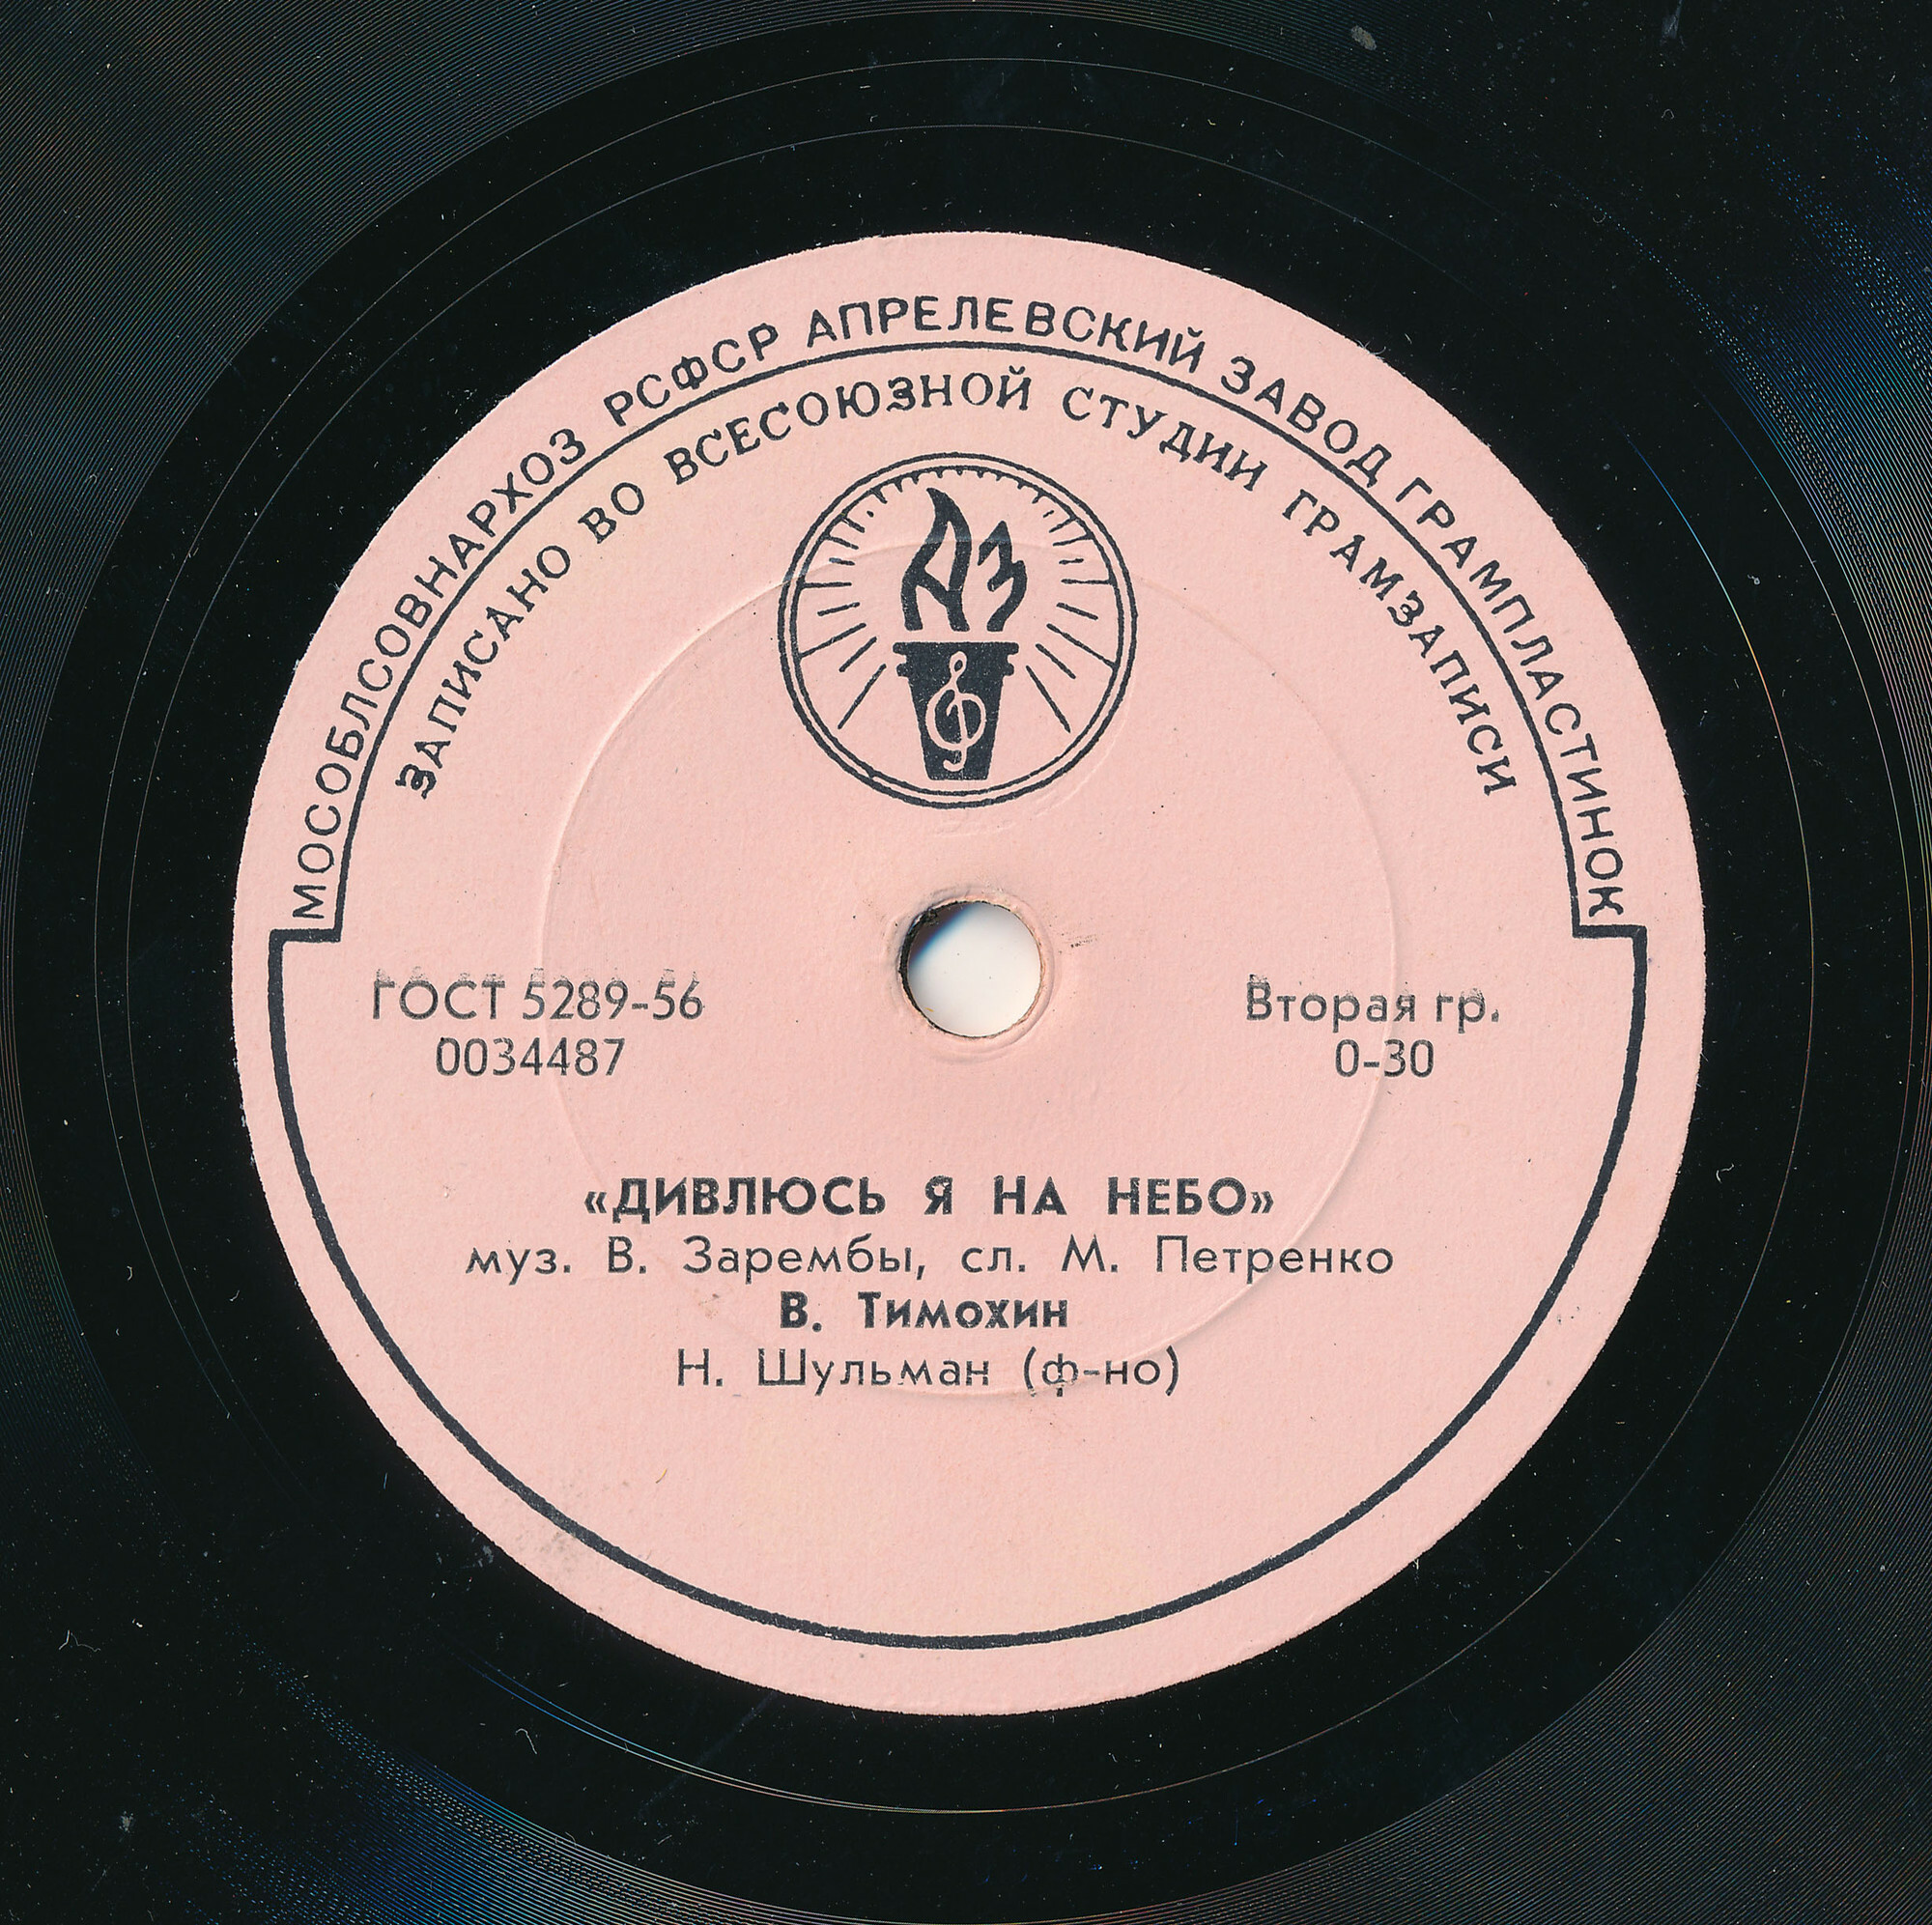 МОСОБЛСОВНАРХОЗ РСФСР АПРЕЛЕВСКИЙ ЗАВОД ГРАМПЛАСТИНОК
ЗАПИСАНО ВО ВСЕСОЮЗНОЙ СТУДИИ ГРАМЗАПИСИ
АЗ
ГОСТ 5289-56
0034487
Вторая гр.
0-30
«ДИВЛЮСЬ Я НА НЕБО»
муз. В. Зарембы, сл. М. Петренко
В. Тимохин
Н. Шульман (ф-но)